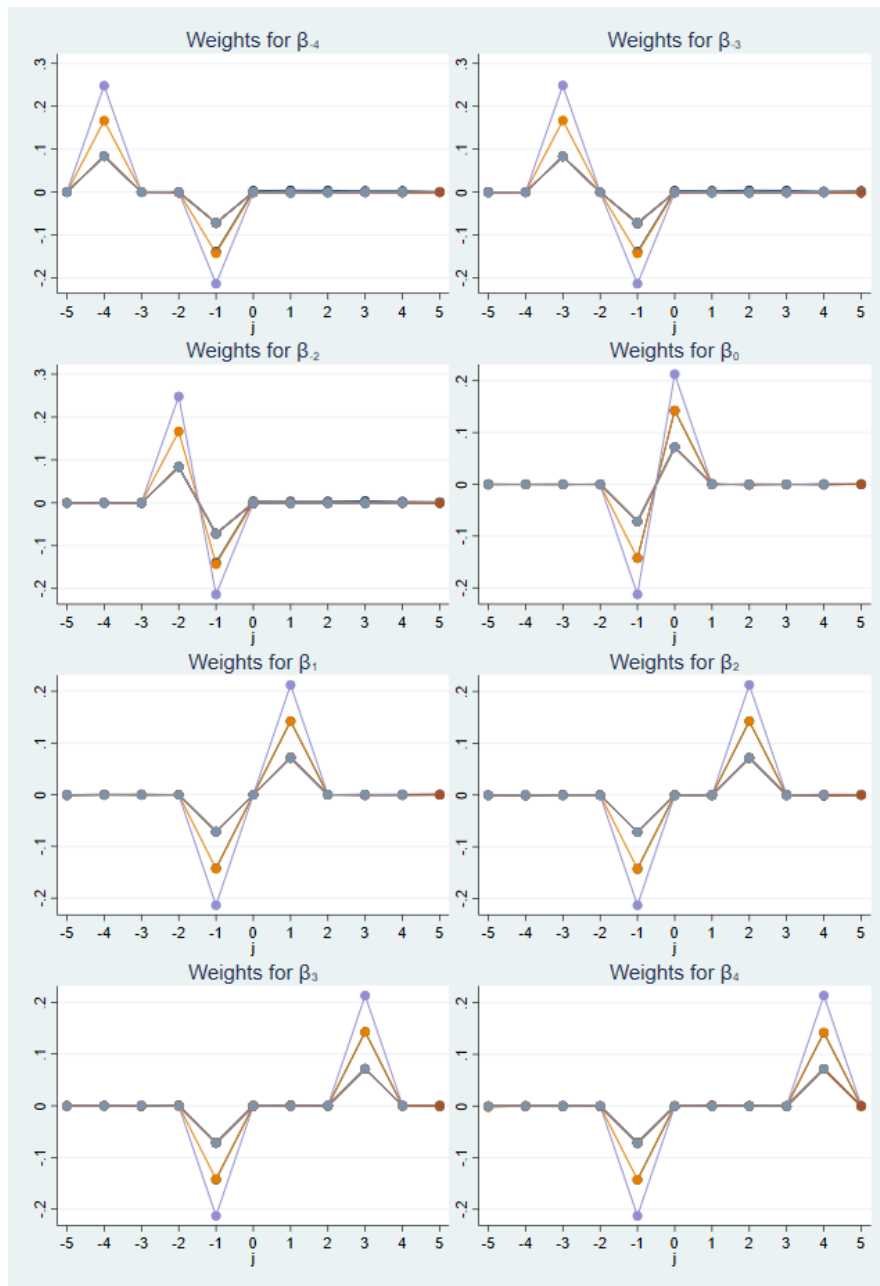 Weights for β₋₄
.3
.2
.1
0
-.1
-.2
-5 -4 -3 -2 -1 0 1 2 3 4 5
j
Weights for β₋₃
.3
.2
.1
0
-.1
-.2
-5 -4 -3 -2 -1 0 1 2 3 4 5
j
Weights for β₋₂
.3
.2
.1
0
-.1
-.2
-5 -4 -3 -2 -1 0 1 2 3 4 5
j
Weights for β₀
.2
.1
0
-.1
-.2
-5 -4 -3 -2 -1 0 1 2 3 4 5
j
Weights for β₁
.2
.1
0
-.1
-.2
-5 -4 -3 -2 -1 0 1 2 3 4 5
j
Weights for β₂
.2
.1
0
-.1
-.2
-5 -4 -3 -2 -1 0 1 2 3 4 5
j
Weights for β₃
.2
.1
0
-.1
-.2
-5 -4 -3 -2 -1 0 1 2 3 4 5
j
Weights for β₄
.2
.1
0
-.1
-.2
-5 -4 -3 -2 -1 0 1 2 3 4 5
j